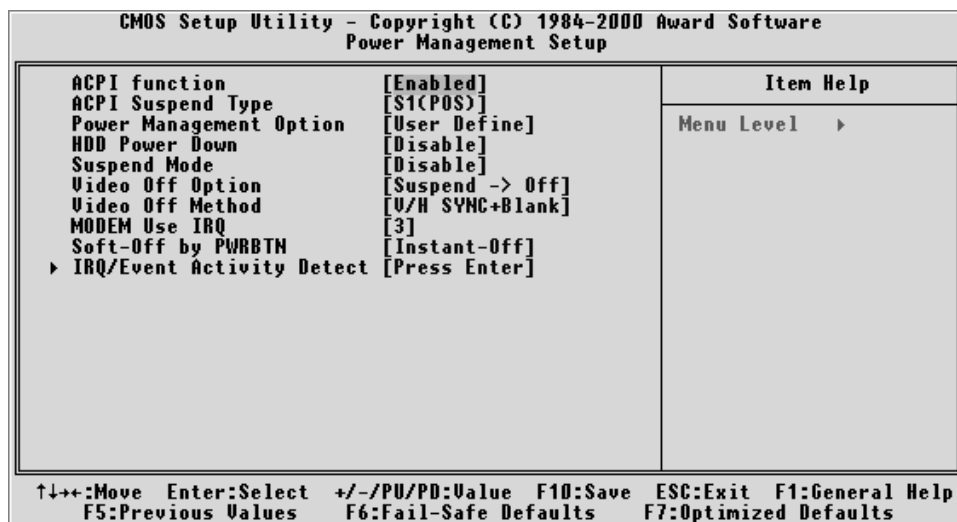 CMOS Setup Utility - Copyright (C) 1984-2000 Award Software
Power Management Setup
ACPI function [Enabled]
ACPI Suspend Type [S1(POS)]
Power Management Option [User Define]
HDD Power Down [Disable]
Suspend Mode [Disable]
Video Off Option [Suspend -> Off]
Video Off Method [V/H SYNC+Blank]
MODEM Use IRQ [3]
Soft-Off by PWRBTN [Instant-Off]
▸ IRQ/Event Activity Detect [Press Enter]
Item Help
Menu Level ▸
↑↓→←:Move Enter:Select +/-/PU/PD:Value F10:Save ESC:Exit F1:General Help
F5:Previous Values F6:Fail-Safe Defaults F7:Optimized Defaults